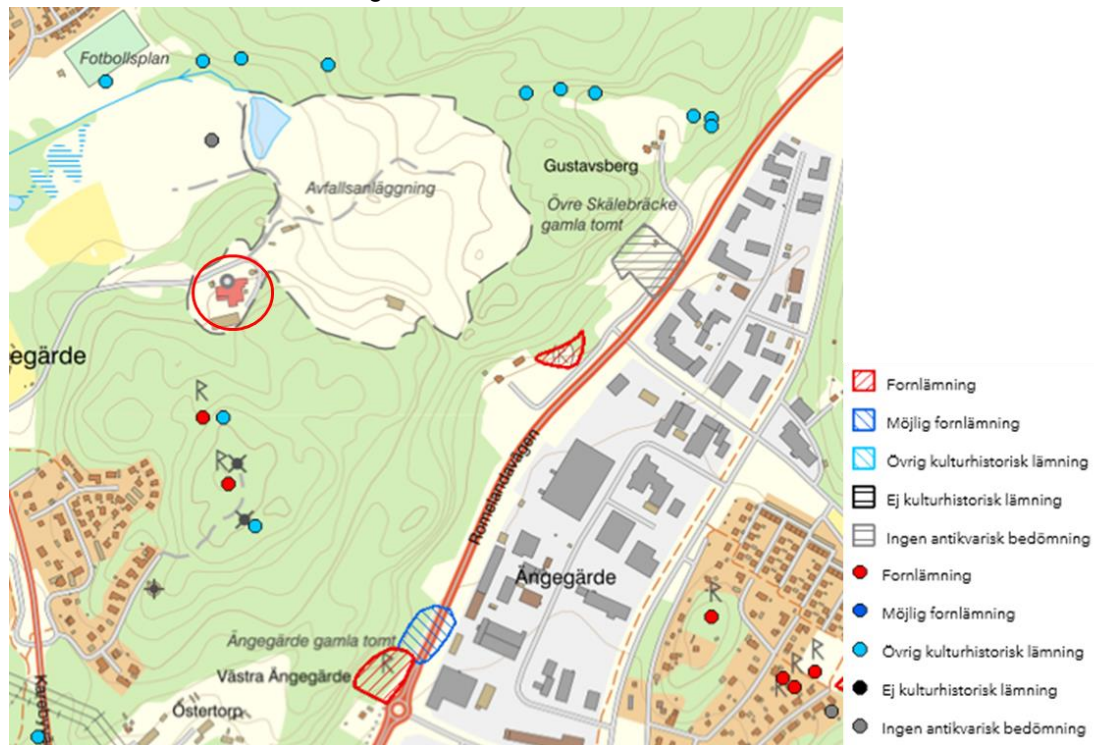 Fotbollsplan
Gustavsberg
Avfallsanläggning
Övre Skälebräcke
gamla tomt
egärde
R
Fornlämning
R
Möjlig fornlämning
Romelandavägen
Övrig kulturhistorisk lämning
Ej kulturhistorisk lämning
Ingen antikvarisk bedömning
Ängegärde
Fornlämning
R
Möjlig fornlämning
Ängegärde gamla tomt
Övrig kulturhistorisk lämning
R
R
R
Västra Ängegärde
R
Ej kulturhistorisk lämning
Östertorp
Ingen antikvarisk bedömning